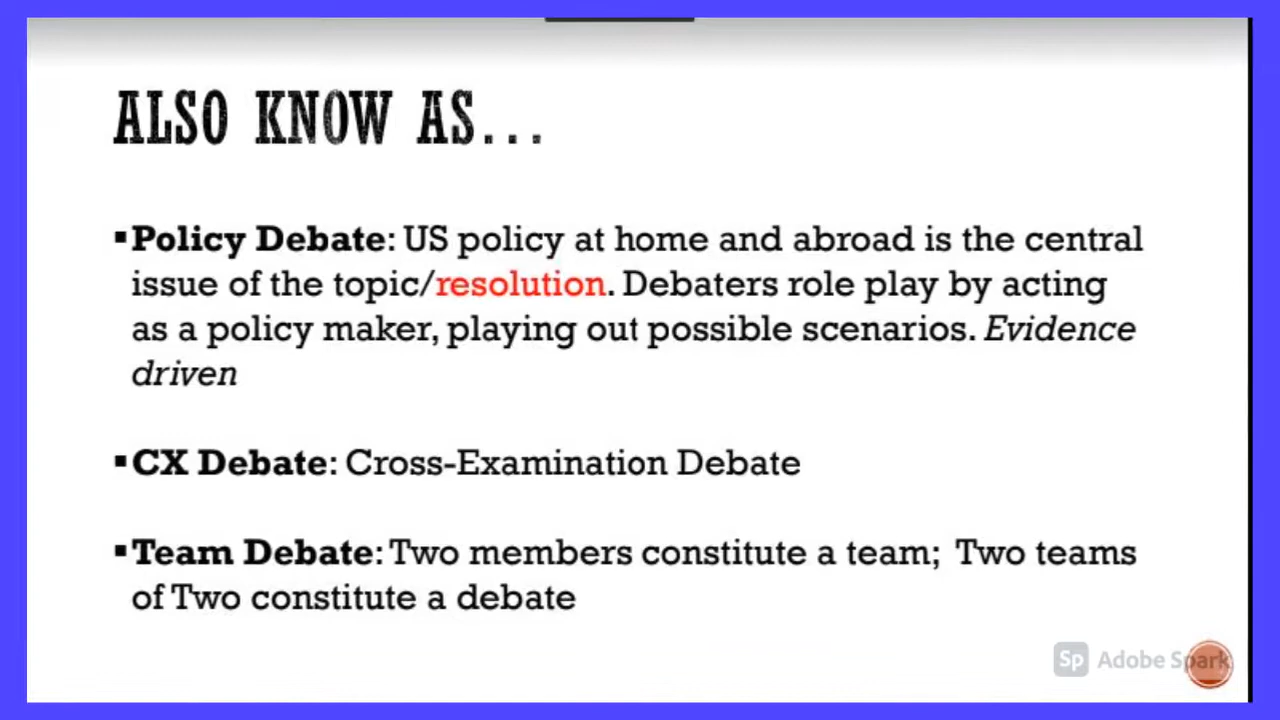 ALSO KNOW AS...
▪Policy Debate: US policy at home and abroad is the central
issue of the topic/resolution. Debaters role play by acting
as a policy maker, playing out possible scenarios. Evidence
driven
▪CX Debate: Cross-Examination Debate
▪Team Debate: Two members constitute a team; Two teams
of Two constitute a debate
Sp Adobe Spark